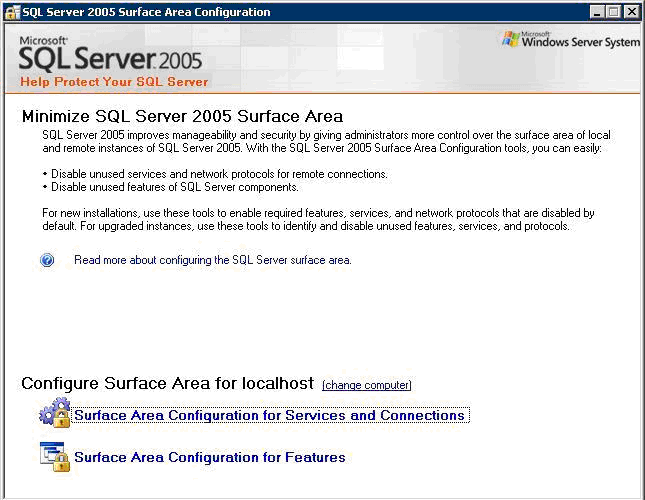 SQL Server 2005 Surface Area Configuration
Microsoft®
SQL Server 2005
Help Protect Your SQL Server
Microsoft®
Windows Server System
Minimize SQL Server 2005 Surface Area
SQL Server 2005 improves manageability and security by giving administrators more control over the surface area of local
and remote instances of SQL Server 2005. With the SQL Server 2005 Surface Area Configuration tools, you can easily:
• Disable unused services and network protocols for remote connections.
• Disable unused features of SQL Server components.
For new installations, use these tools to enable required features, services, and network protocols that are disabled by
default. For upgraded instances, use these tools to identify and disable unused features, services, and protocols.
Read more about configuring the SQL Server surface area.
Configure Surface Area for localhost (change computer)
Surface Area Configuration for Services and Connections
Surface Area Configuration for Features